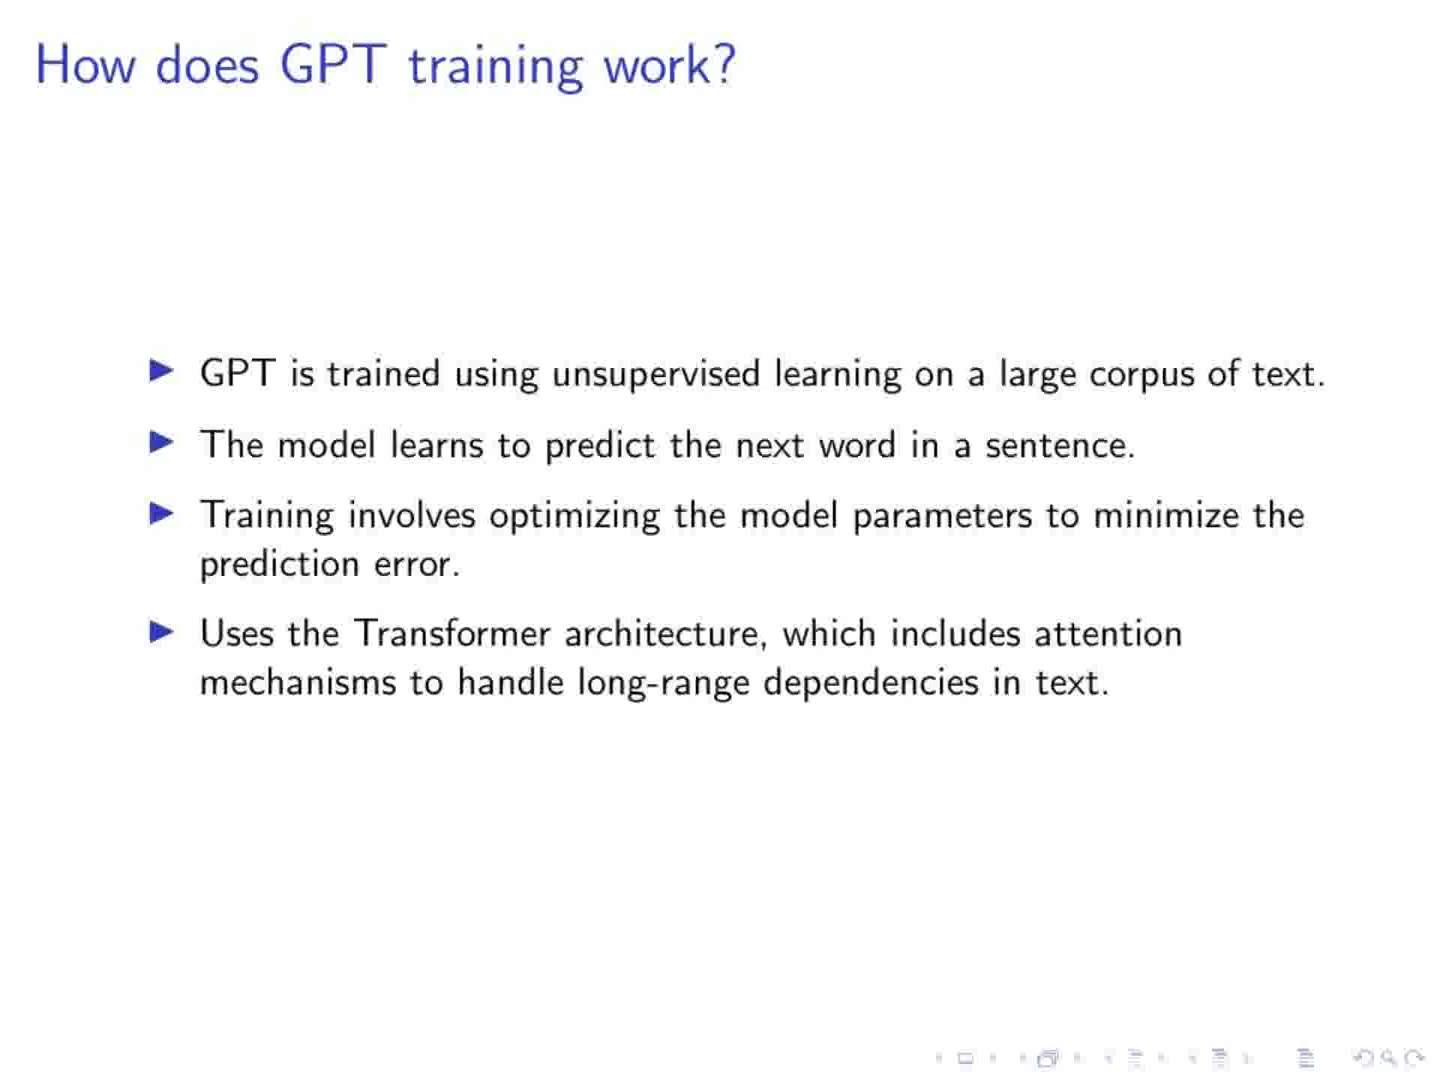 How does GPT training work?
GPT is trained using unsupervised learning on a large corpus of text.
The model learns to predict the next word in a sentence.
Training involves optimizing the model parameters to minimize the
prediction error.
Uses the Transformer architecture, which includes attention
mechanisms to handle long-range dependencies in text.